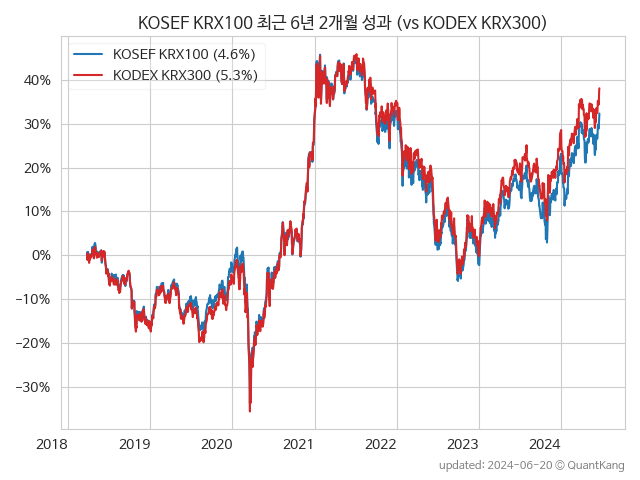 KOSEF KRX100 최근 6년 2개월 성과 (vs KODEX KRX300)
KOSEF KRX100 (4.6%)
KODEX KRX300 (5.3%)
40%
30%
20%
10%
0%
−10%
−20%
−30%
2018 2019 2020 2021 2022 2023 2024
updated: 2024-06-20 © QuantKang